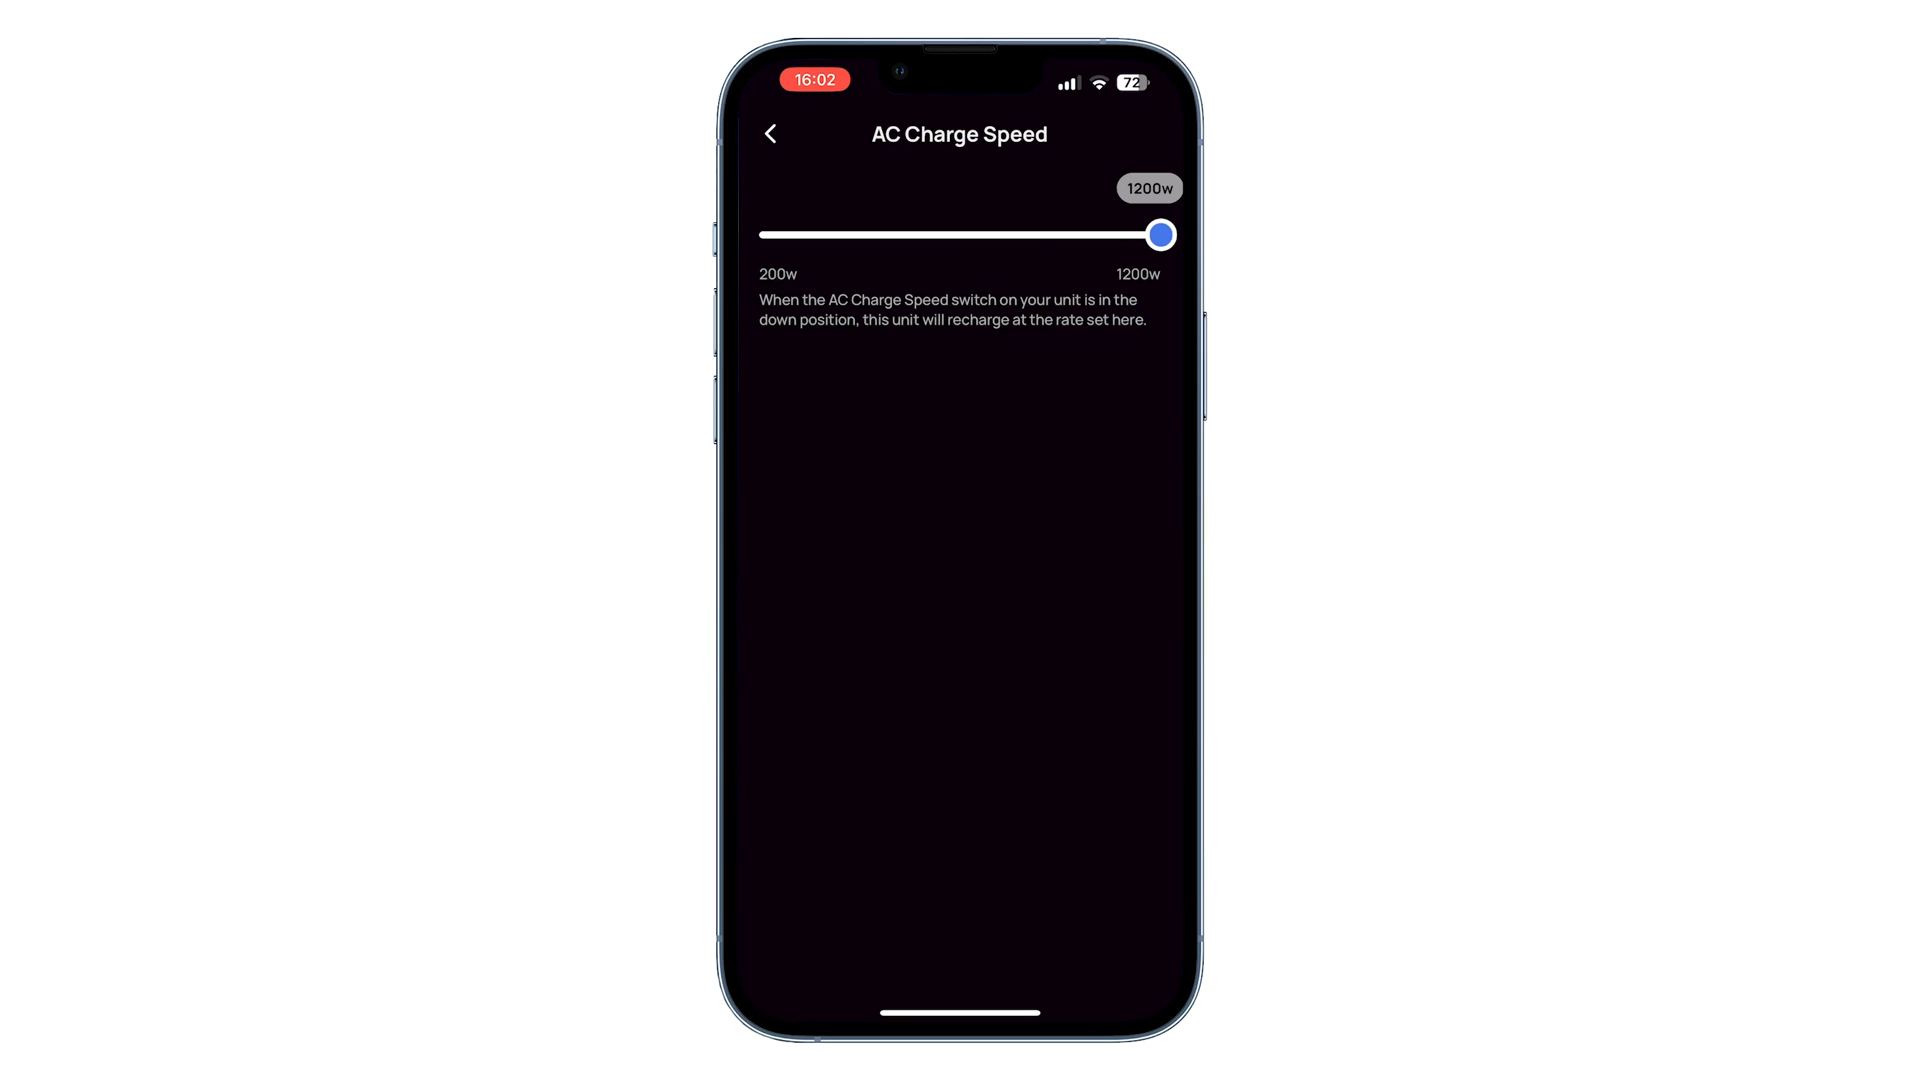 16:02
72
AC Charge Speed
1200w
200w 1200w
When the AC Charge Speed switch on your unit is in the
down position, this unit will recharge at the rate set here.